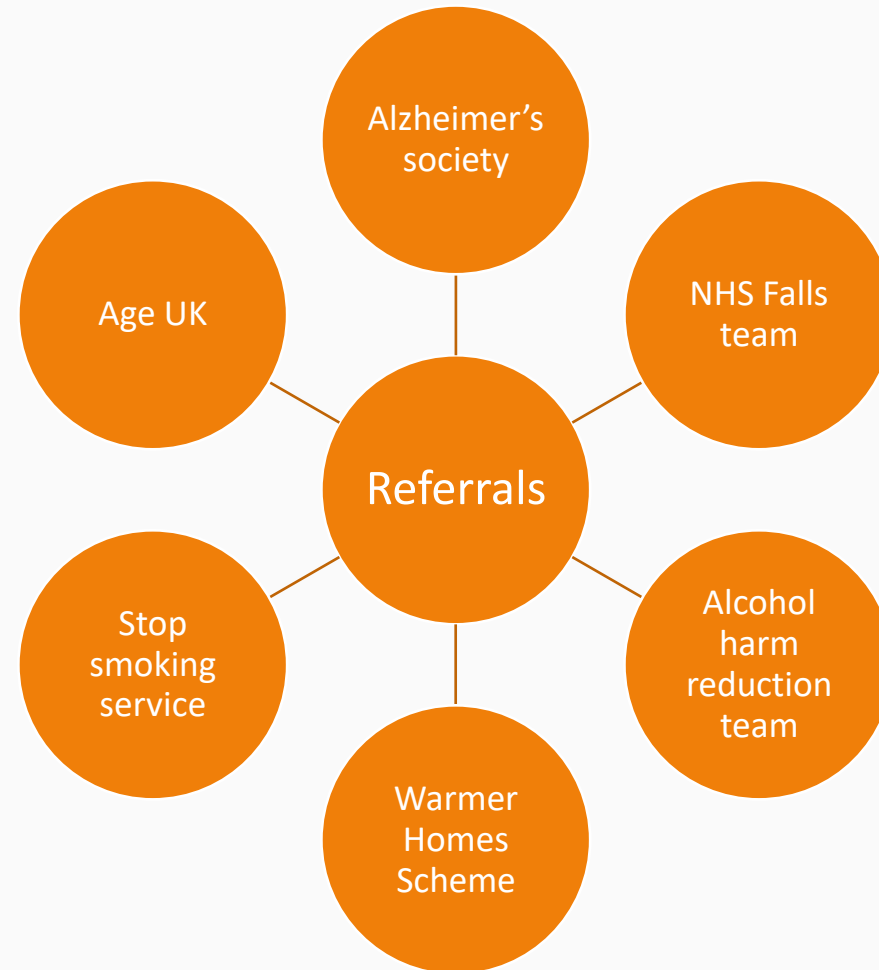 Alzheimer’s
society
Age UK
NHS Falls
team
Referrals
Stop
smoking
service
Alcohol
harm
reduction
team
Warmer
Homes
Scheme